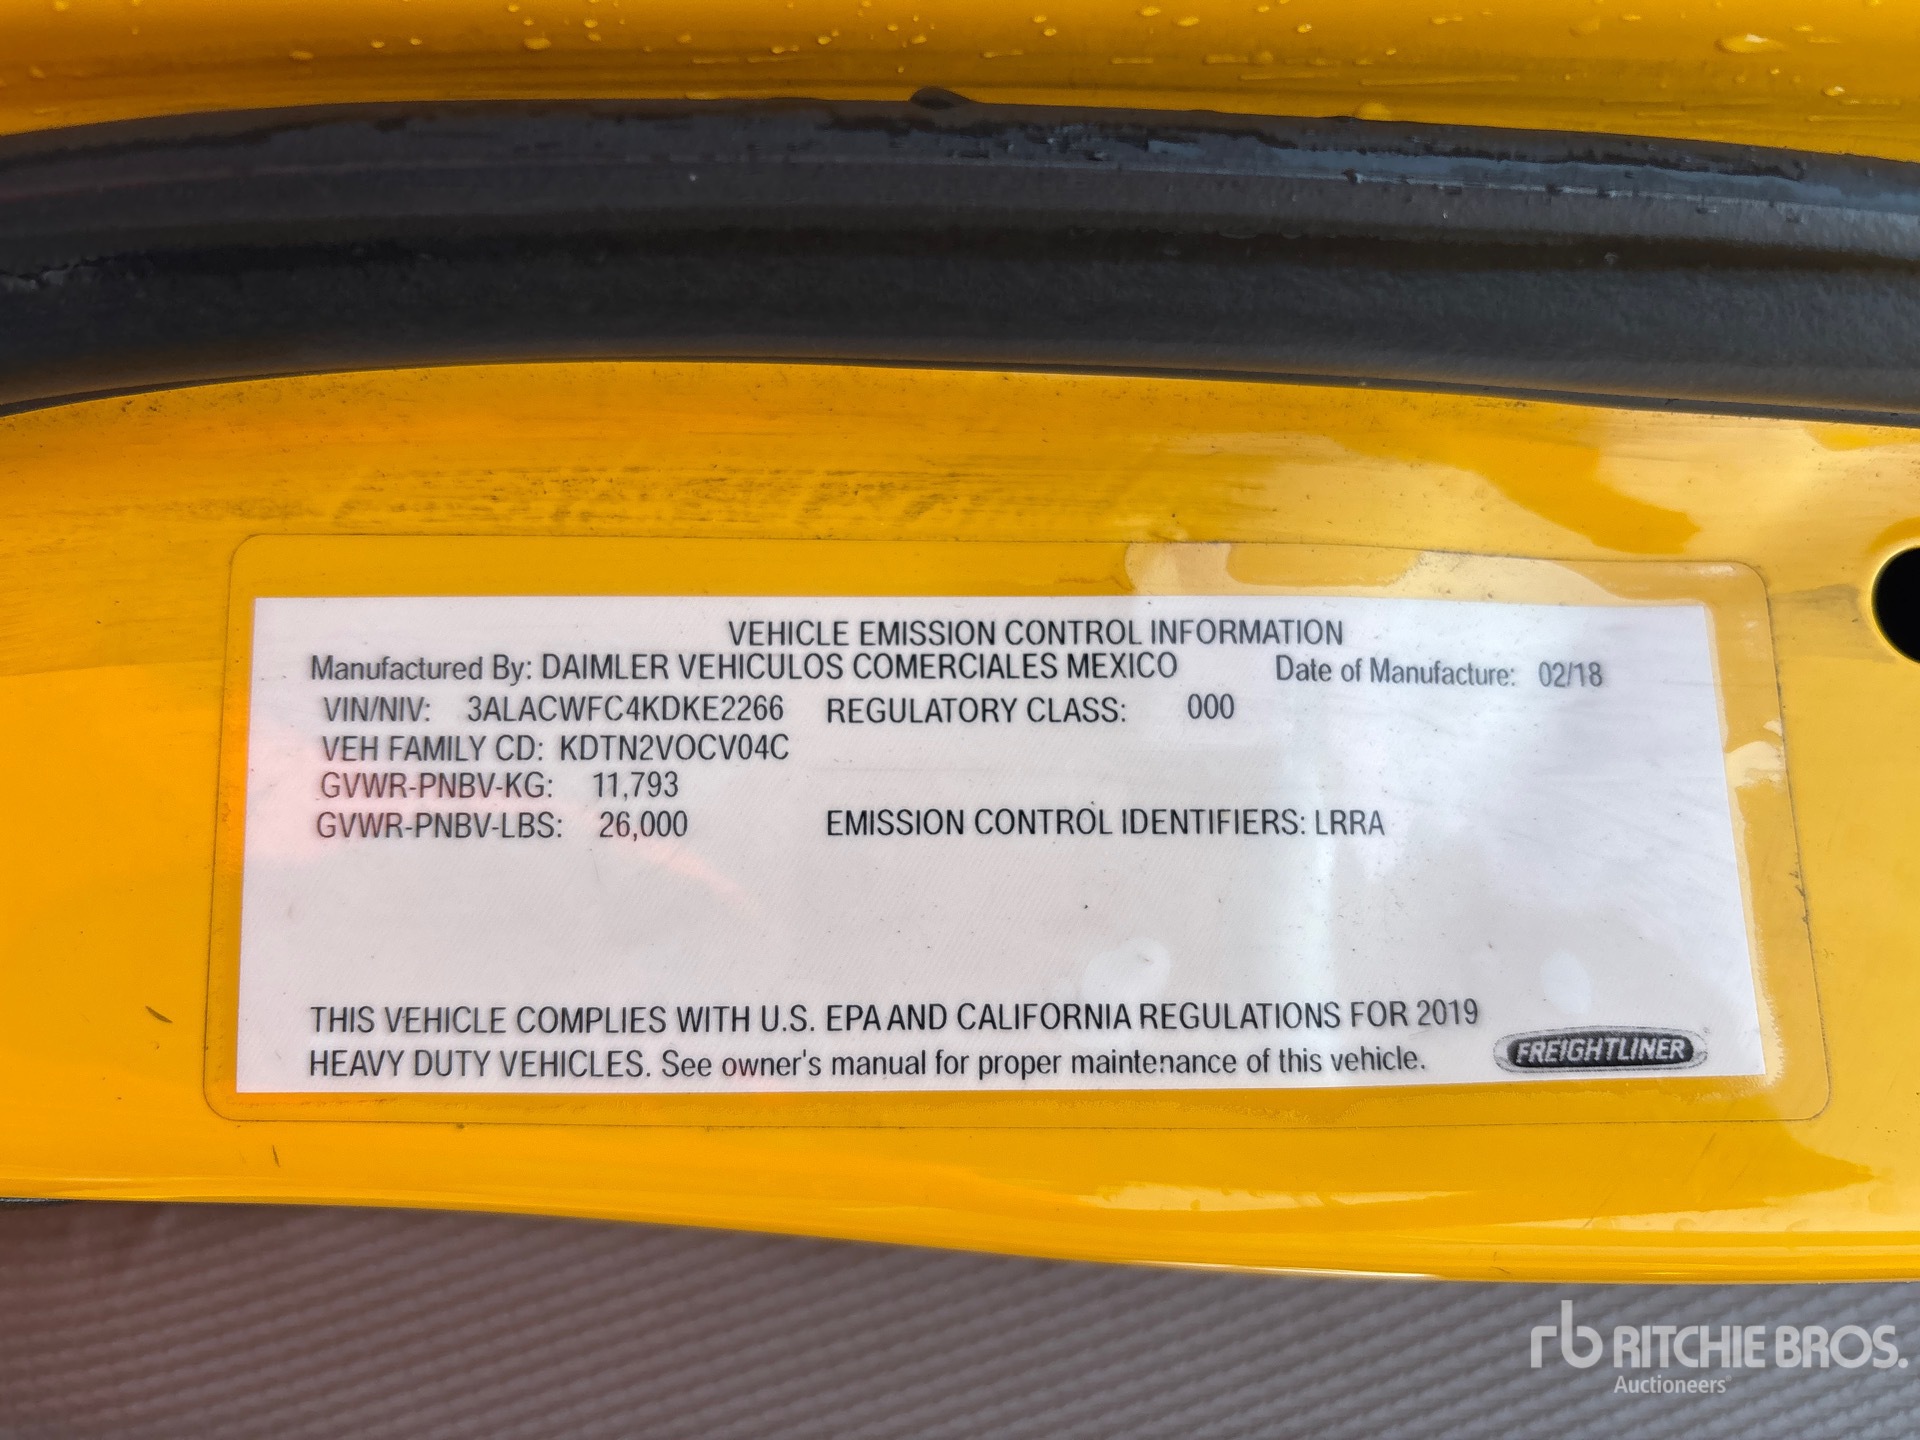 VEHICLE EMISSION CONTROL INFORMATION
Manufactured By: DAIMLER VEHICULOS COMERCIALES MEXICO Date of Manufacture: 02/18
VIN/NIV: 3ALACWFC4KDKE2266 REGULATORY CLASS: 000
VEH FAMILY CD: KDTN2VOCV04C
GVWR-PNBV-KG: 11,793
GVWR-PNBV-LBS: 26,000 EMISSION CONTROL IDENTIFIERS: LRRA
THIS VEHICLE COMPLIES WITH U.S. EPA AND CALIFORNIA REGULATIONS FOR 2019
HEAVY DUTY VEHICLES. See owner's manual for proper maintenance of this vehicle.
FREIGHTLINER
rb RITCHIE BROS.
Auctioneers